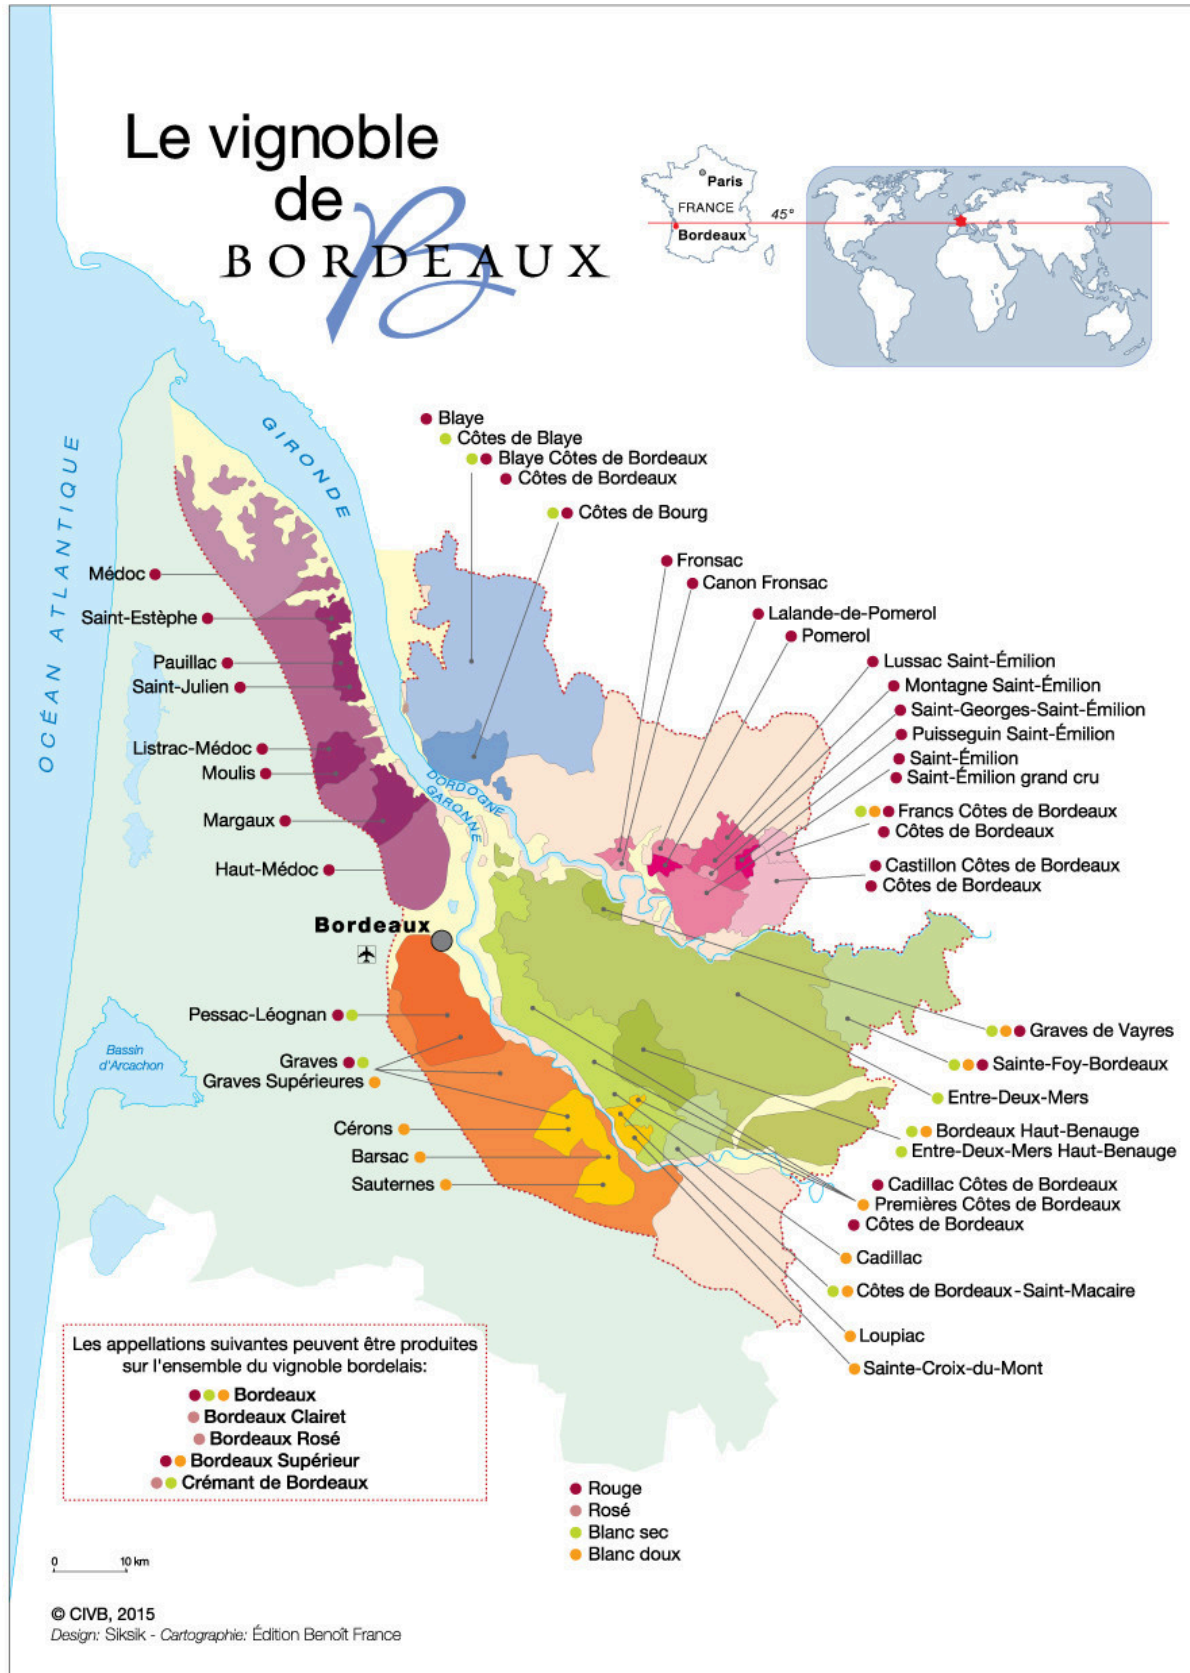 Le vignoble
de
B
BORDEAUX
Paris
FRANCE
45°
Bordeaux
OCÉAN ATLANTIQUE
GIRONDE
DORDOGNE
GARONNE
Blaye
Côtes de Blaye
Blaye Côtes de Bordeaux
Côtes de Bordeaux
Côtes de Bourg
Fronsac
Canon Fronsac
Lalande-de-Pomerol
Pomerol
Lussac Saint-Émilion
Montagne Saint-Émilion
Saint-Georges-Saint-Émilion
Puisseguin Saint-Émilion
Saint-Émilion
Saint-Émilion grand cru
Francs Côtes de Bordeaux
Côtes de Bordeaux
Castillon Côtes de Bordeaux
Côtes de Bordeaux
Médoc
Saint-Estèphe
Pauillac
Saint-Julien
Listrac-Médoc
Moulis
Margaux
Haut-Médoc
Bordeaux
Pessac-Léognan
Bassin
d'Arcachon
Graves
Graves Supérieures
Cérons
Barsac
Sauternes
Graves de Vayres
Sainte-Foy-Bordeaux
Entre-Deux-Mers
Bordeaux Haut-Benauge
Entre-Deux-Mers Haut-Benauge
Cadillac Côtes de Bordeaux
Premières Côtes de Bordeaux
Côtes de Bordeaux
Cadillac
Côtes de Bordeaux-Saint-Macaire
Loupiac
Sainte-Croix-du-Mont
Les appellations suivantes peuvent être produites
sur l'ensemble du vignoble bordelais:
Bordeaux
Bordeaux Clairet
Bordeaux Rosé
Bordeaux Supérieur
Crémant de Bordeaux
Rouge
Rosé
Blanc sec
Blanc doux
0 10 km
© CIVB, 2015
Design: Siksik - Cartographie: Édition Benoît France